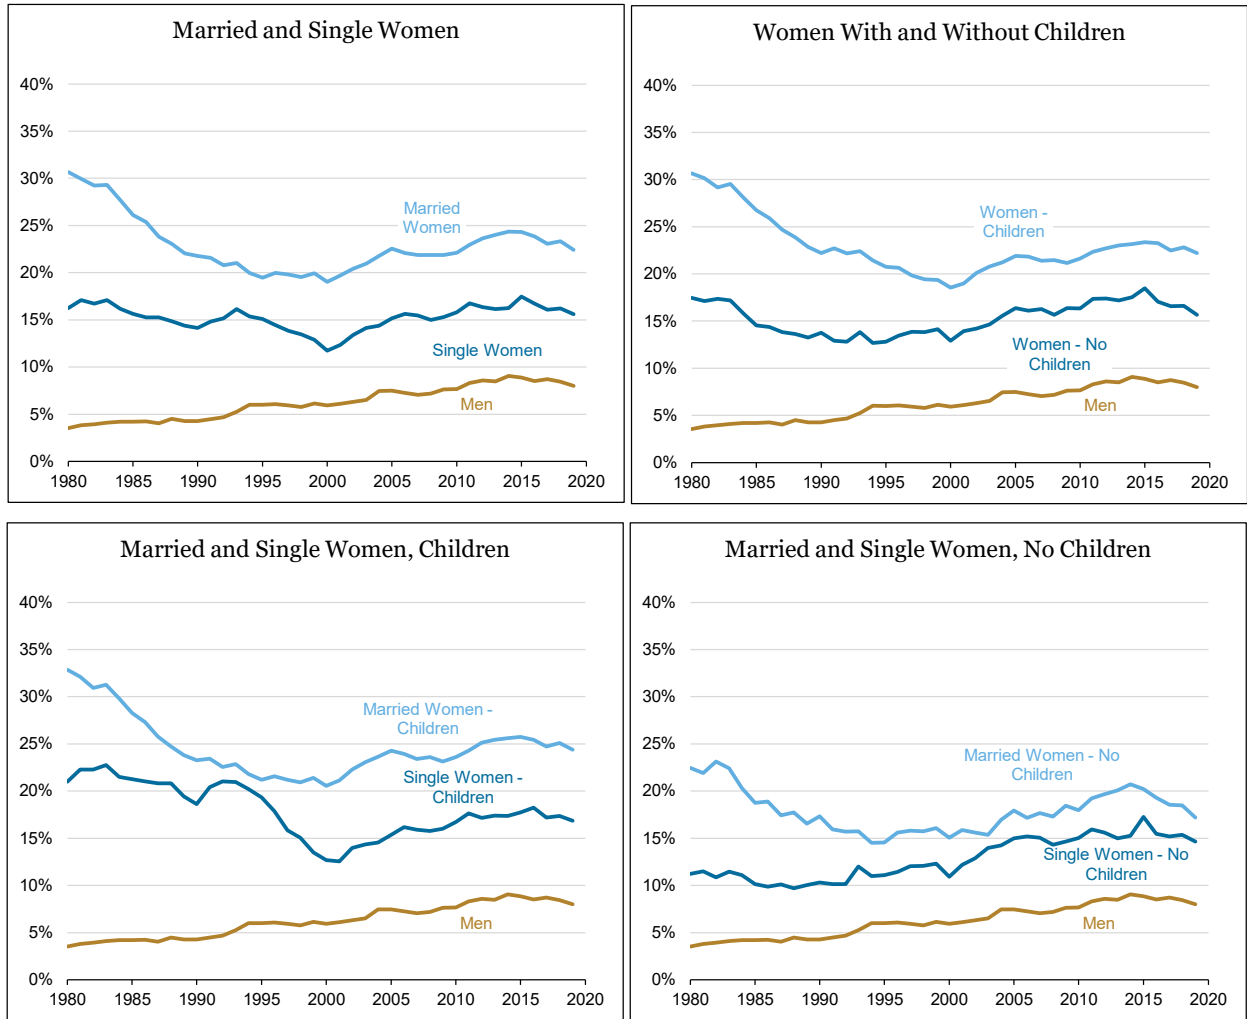 Married and Single Women
40%
35%
30%
25%
20%
15%
10%
5%
0%
Married
Women
Single Women
Men
1980 1985 1990 1995 2000 2005 2010 2015 2020
Women With and Without Children
40%
35%
30%
25%
20%
15%
10%
5%
0%
Women -
Children
Women - No
Children
Men
1980 1985 1990 1995 2000 2005 2010 2015 2020
Married and Single Women, Children
40%
35%
30%
25%
20%
15%
10%
5%
0%
Married Women -
Children
Single Women -
Children
Men
1980 1985 1990 1995 2000 2005 2010 2015 2020
Married and Single Women, No Children
40%
35%
30%
25%
20%
15%
10%
5%
0%
Married Women - No
Children
Single Women - No
Children
Men
1980 1985 1990 1995 2000 2005 2010 2015 2020